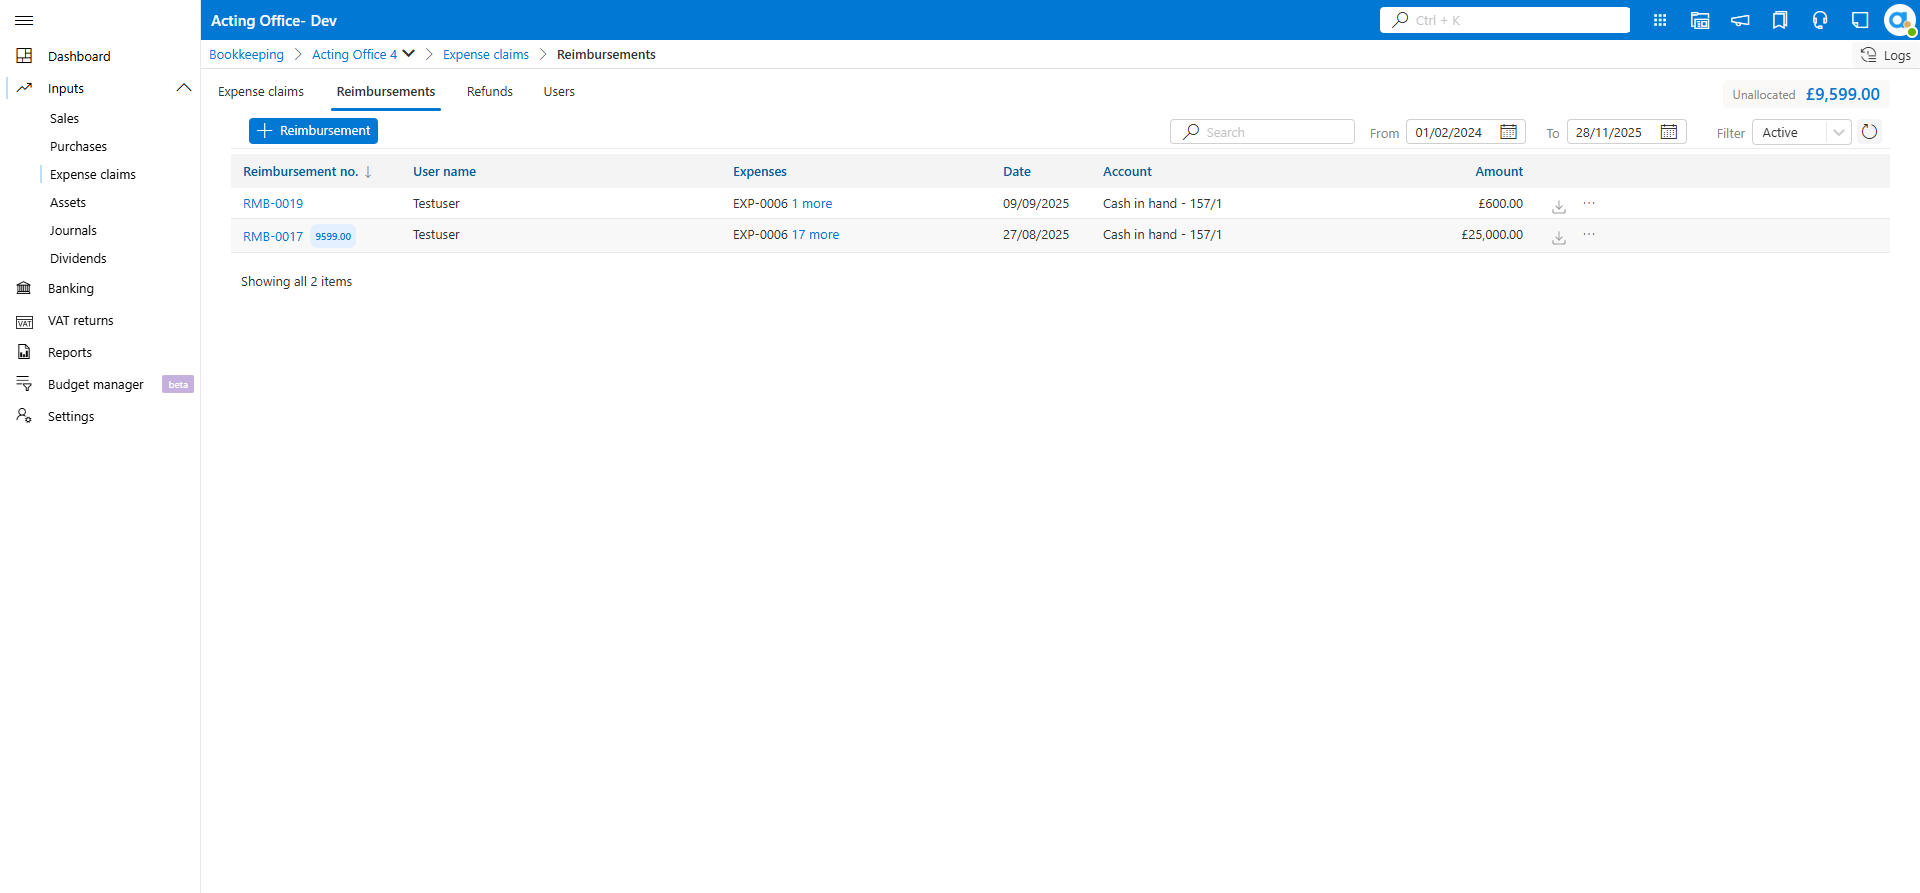 Acting Office- Dev
Ctrl + K
Bookkeeping Acting Office 4 Expense claims Reimbursements
Logs
Dashboard
Inputs
Sales
Purchases
Expense claims
Assets
Journals
Dividends
Banking
VAT VAT returns
Reports
Budget manager beta
Settings
Expense claims Reimbursements Refunds Users
Unallocated £9,599.00
Reimbursement
Search From 01/02/2024 To 28/11/2025 Filter Active
Reimbursement no. ↓ User name Expenses Date Account Amount
RMB-0019 Testuser EXP-0006 1 more 09/09/2025 Cash in hand - 157/1 £600.00 ...
RMB-0017 9599.00 Testuser EXP-0006 17 more 27/08/2025 Cash in hand - 157/1 £25,000.00 ...
Showing all 2 items